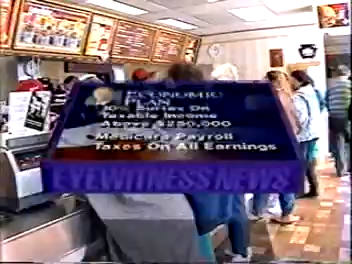 ECONOMIC
PLAN
10% Surtax On
Taxable Income
Above $250,000
Medicare Payroll
Taxes On All Earnings
EYEWITNESS NEWS